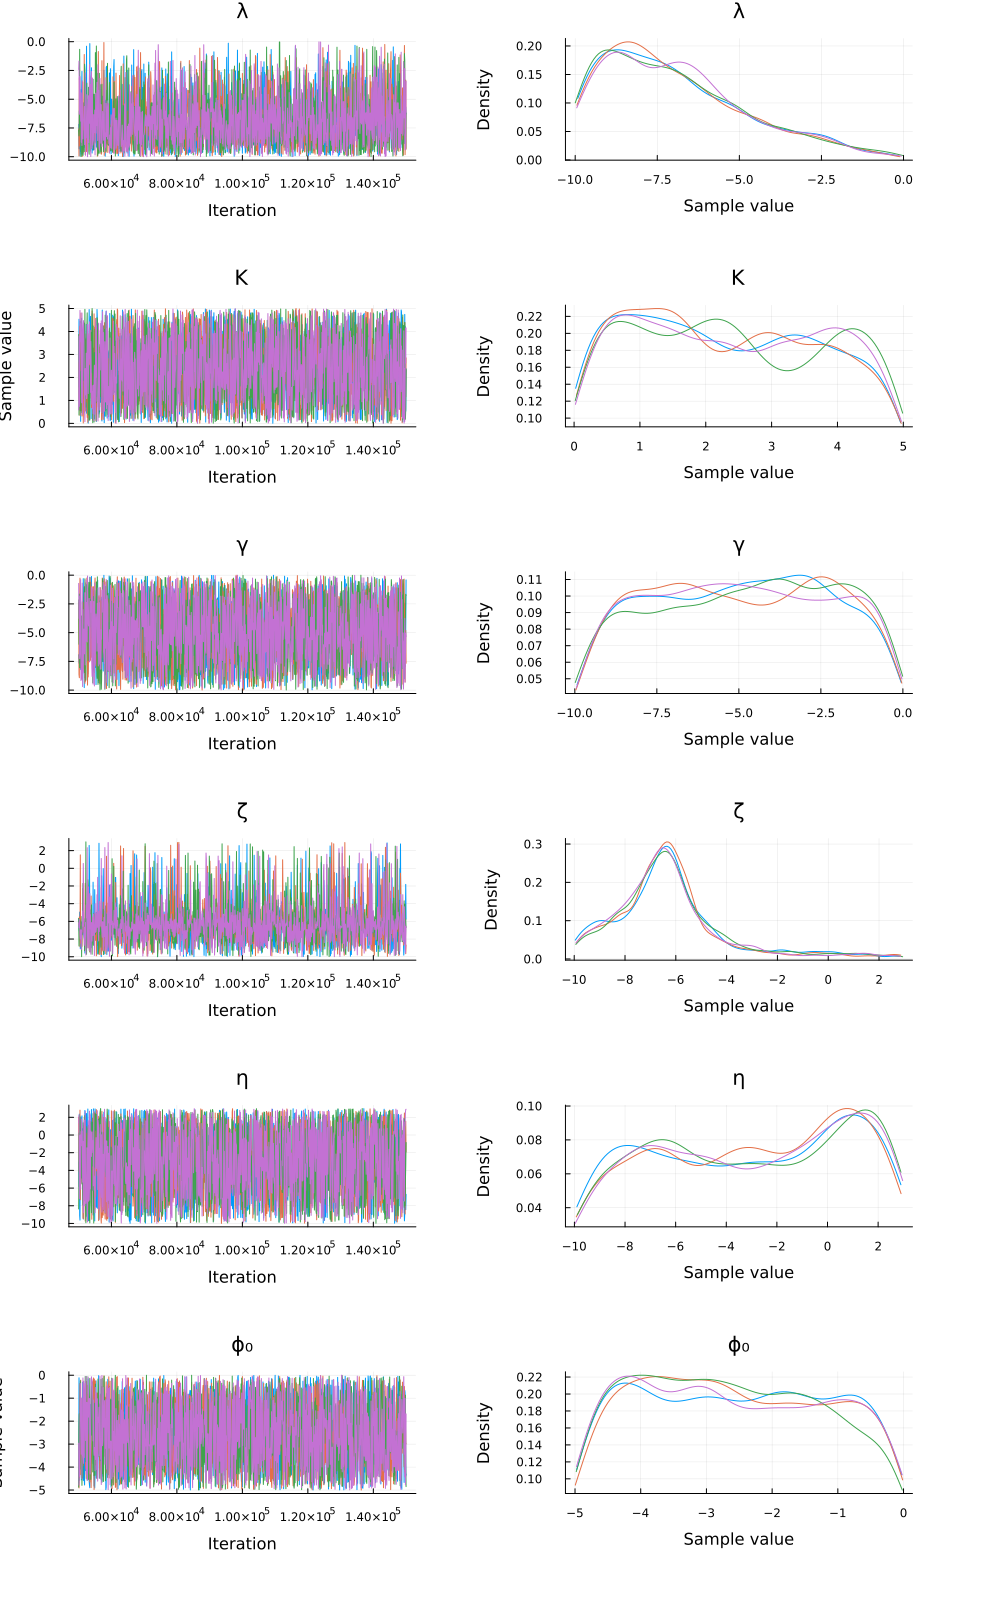 λ
λ
0.0
−2.5
−5.0
−7.5
−10.0
6.00×10⁴ 8.00×10⁴ 1.00×10⁵ 1.20×10⁵ 1.40×10⁵
Iteration
Density
0.20
0.15
0.10
0.05
0.00
−10.0 −7.5 −5.0 −2.5 0.0
Sample value
K
K
Sample value
5
4
3
2
1
0
6.00×10⁴ 8.00×10⁴ 1.00×10⁵ 1.20×10⁵ 1.40×10⁵
Iteration
Density
0.22
0.20
0.18
0.16
0.14
0.12
0.10
0 1 2 3 4 5
Sample value
γ
γ
0.0
−2.5
−5.0
−7.5
−10.0
6.00×10⁴ 8.00×10⁴ 1.00×10⁵ 1.20×10⁵ 1.40×10⁵
Iteration
Density
0.11
0.10
0.09
0.08
0.07
0.06
0.05
−10.0 −7.5 −5.0 −2.5 0.0
Sample value
ζ
ζ
2
0
−2
−4
−6
−8
−10
6.00×10⁴ 8.00×10⁴ 1.00×10⁵ 1.20×10⁵ 1.40×10⁵
Iteration
Density
0.3
0.2
0.1
0.0
−10 −8 −6 −4 −2 0 2
Sample value
η
η
2
0
−2
−4
−6
−8
−10
6.00×10⁴ 8.00×10⁴ 1.00×10⁵ 1.20×10⁵ 1.40×10⁵
Iteration
Density
0.10
0.08
0.06
0.04
−10 −8 −6 −4 −2 0 2
Sample value
ϕ₀
ϕ₀
0
−1
−2
−3
−4
−5
6.00×10⁴ 8.00×10⁴ 1.00×10⁵ 1.20×10⁵ 1.40×10⁵
Iteration
Density
0.22
0.20
0.18
0.16
0.14
0.12
0.10
−5 −4 −3 −2 −1 0
Sample value